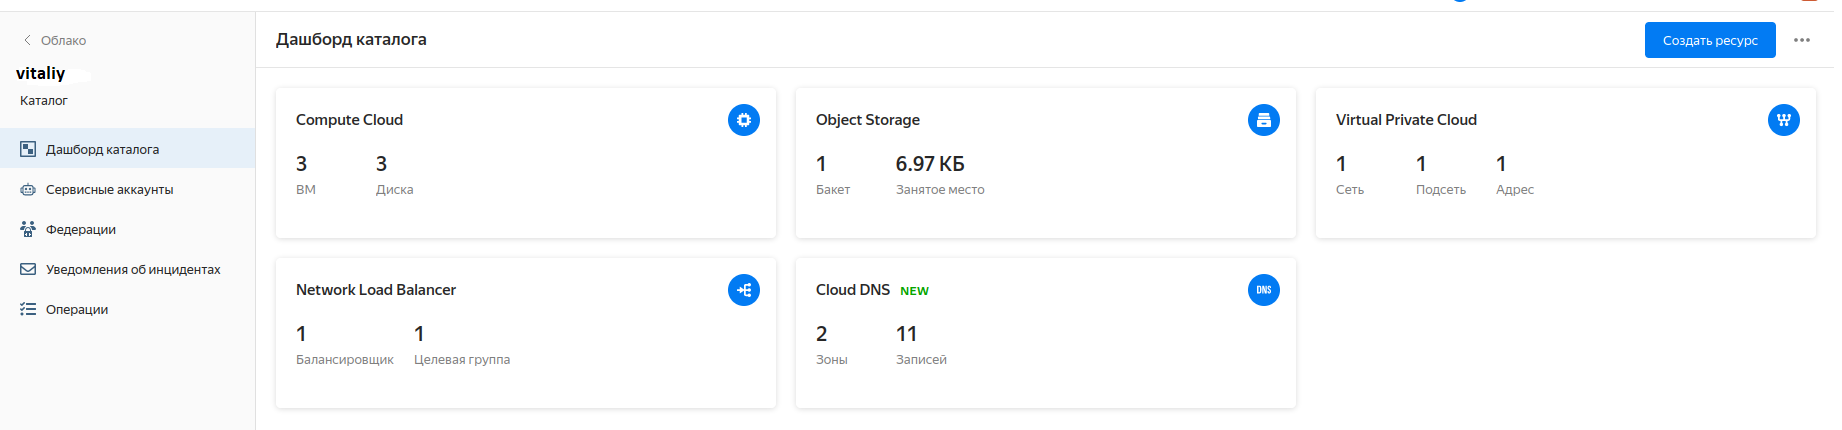 Облако
vitaliy
Каталог
Дашборд каталога
Сервисные аккаунты
Федерации
Уведомления об инцидентах
Операции
Дашборд каталога
Создать ресурс
Compute Cloud
3 3
ВМ Диска
Object Storage
1 6.97 КБ
Бакет Занятое место
Virtual Private Cloud
1 1 1
Сеть Подсеть Адрес
Network Load Balancer
1 1
Балансировщик Целевая группа
Cloud DNS NEW
DNS
2 11
Зоны Записей